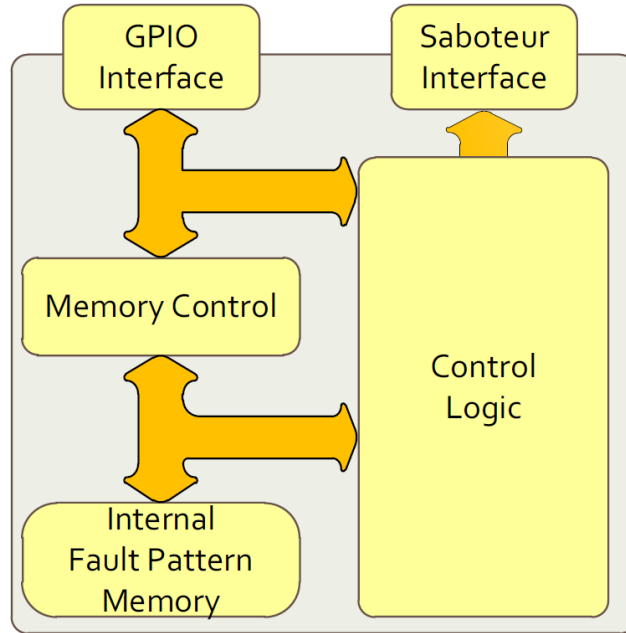 GPIO
Interface
Saboteur
Interface
Memory Control
Control
Logic
Internal
Fault Pattern
Memory